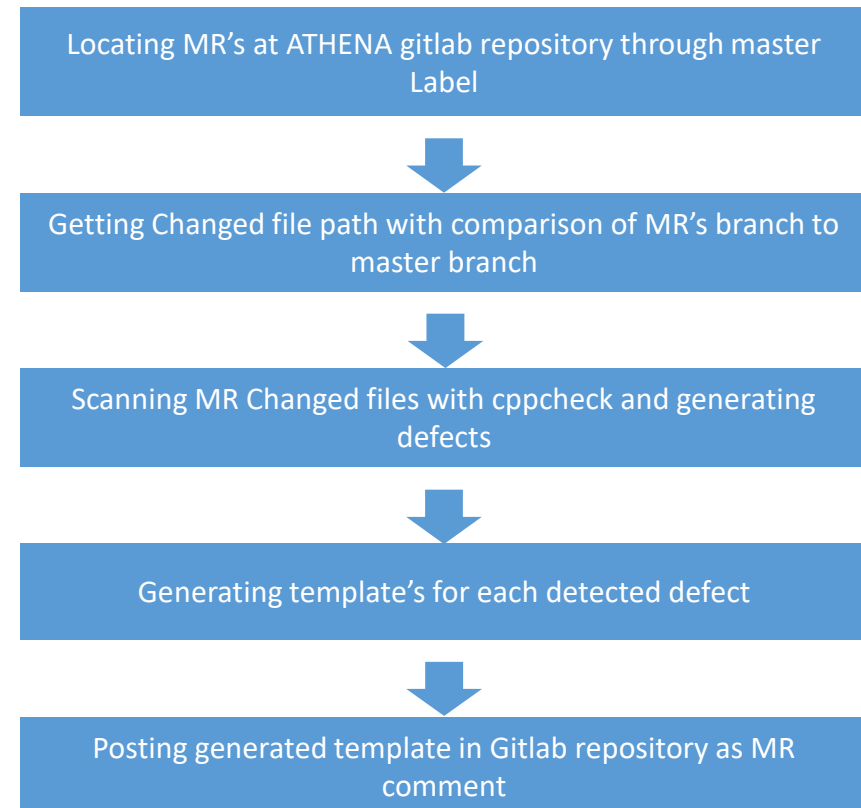 Locating MR's at ATHENA gitlab repository through master
Label
Getting Changed file path with comparison of MR's branch to
master branch
Scanning MR Changed files with cppcheck and generating
defects
Generating template's for each detected defect
Posting generated template in Gitlab repository as MR
comment